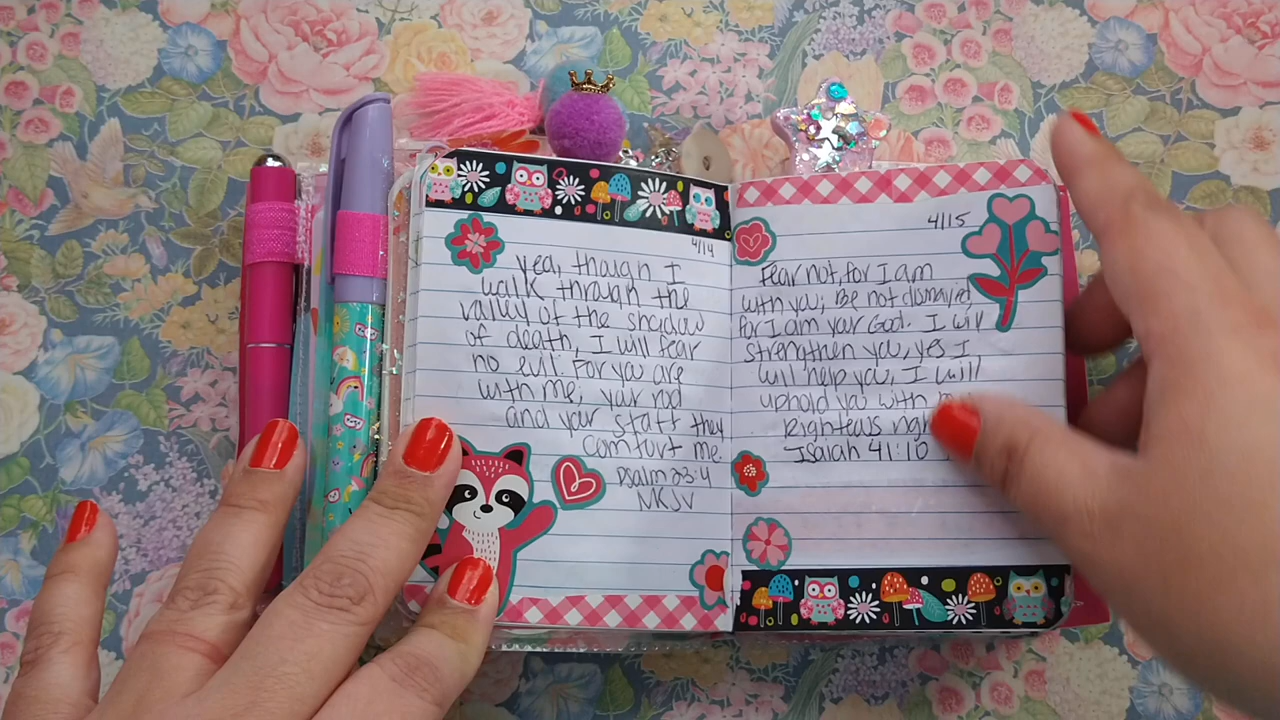 4/14
Yea, though I
walk through the
valley of the shadow
of death, I will fear
no evil: For you are
with me; your rod
and your staff they
comfort me.
Psalm 23:4
NKJV
4/15
Fear not, for I am
with you; Be not dismayed
For I am your God. I will
strengthen you, yes I
will help you, I will
uphold you with
Righteous
Isaiah 41:10